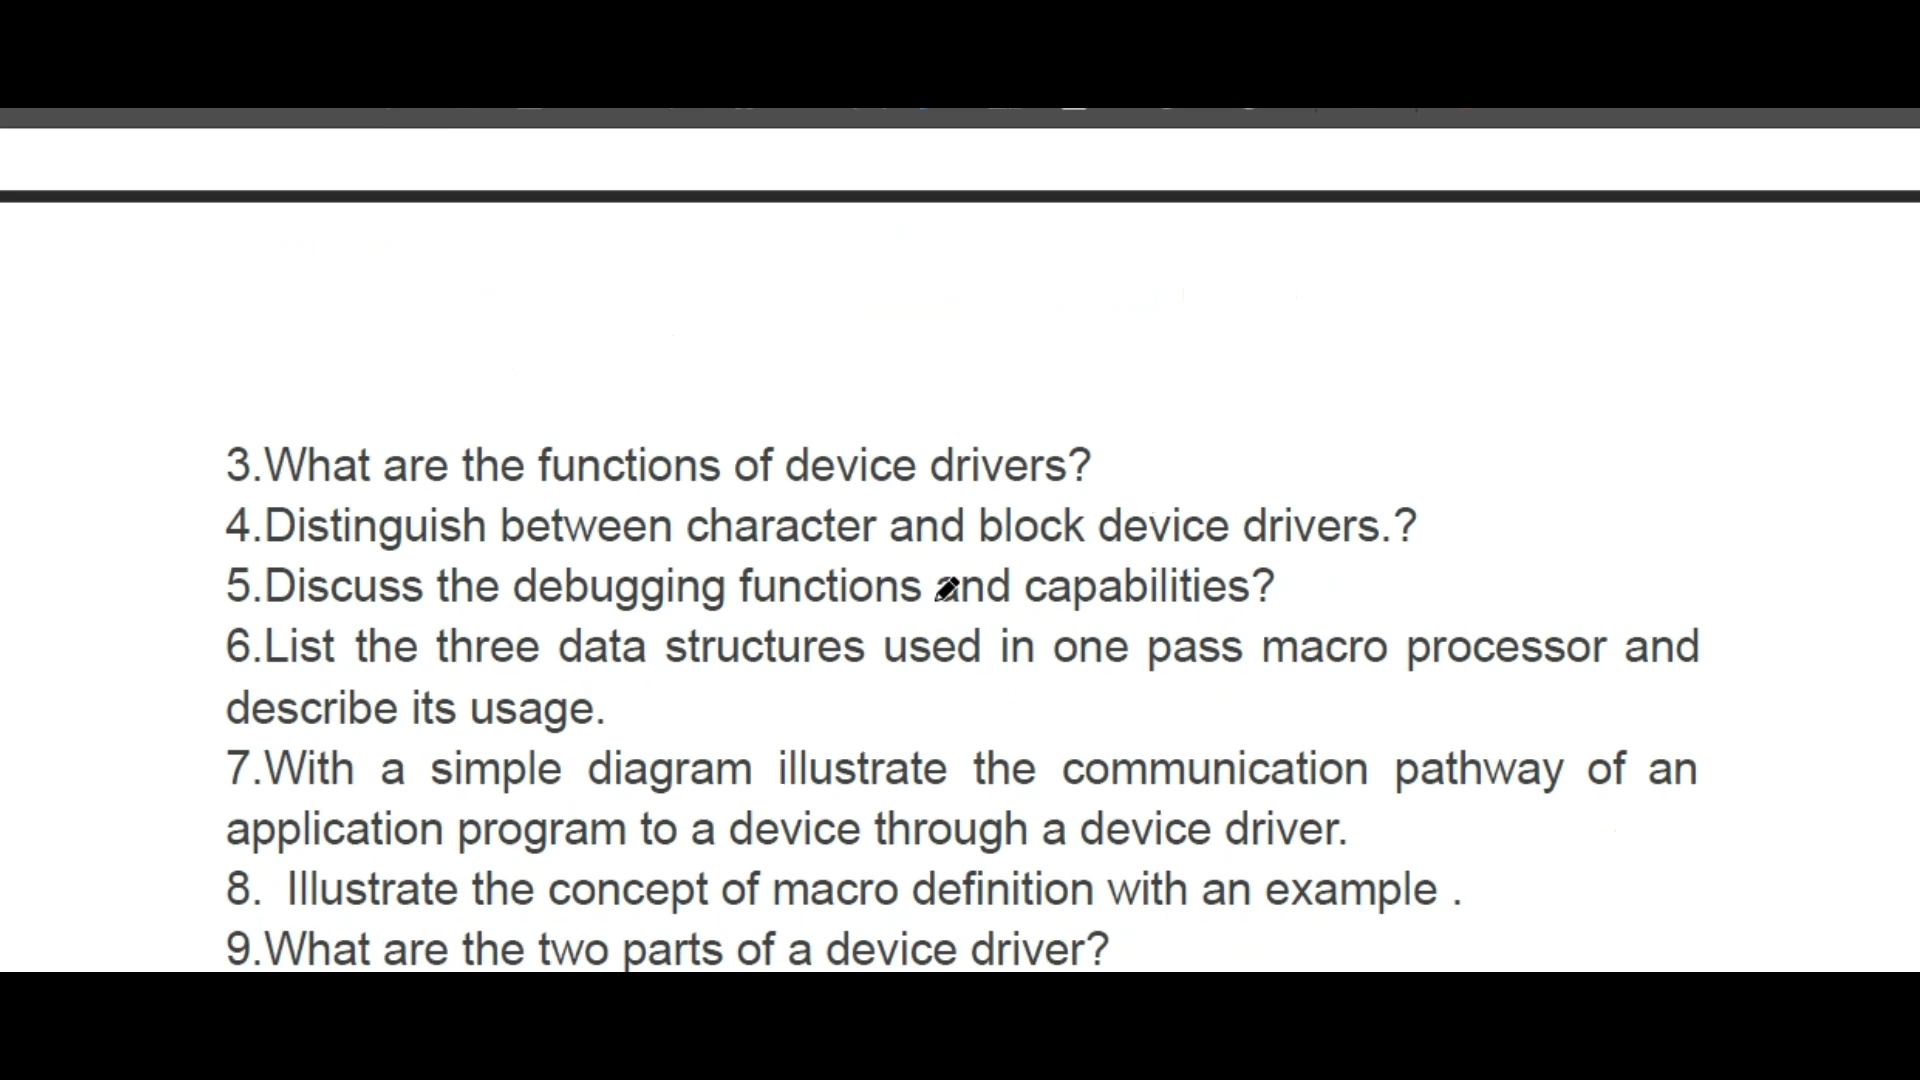 3.What are the functions of device drivers?
4.Distinguish between character and block device drivers.?
5.Discuss the debugging functions and capabilities?
6.List the three data structures used in one pass macro processor and
describe its usage.
7.With a simple diagram illustrate the communication pathway of an
application program to a device through a device driver.
8. Illustrate the concept of macro definition with an example .
9.What are the two parts of a device driver?